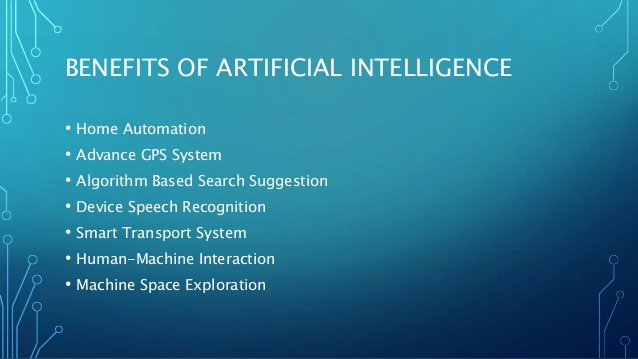 BENEFITS OF ARTIFICIAL INTELLIGENCE
• Home Automation
• Advance GPS System
• Algorithm Based Search Suggestion
• Device Speech Recognition
• Smart Transport System
• Human-Machine Interaction
• Machine Space Exploration